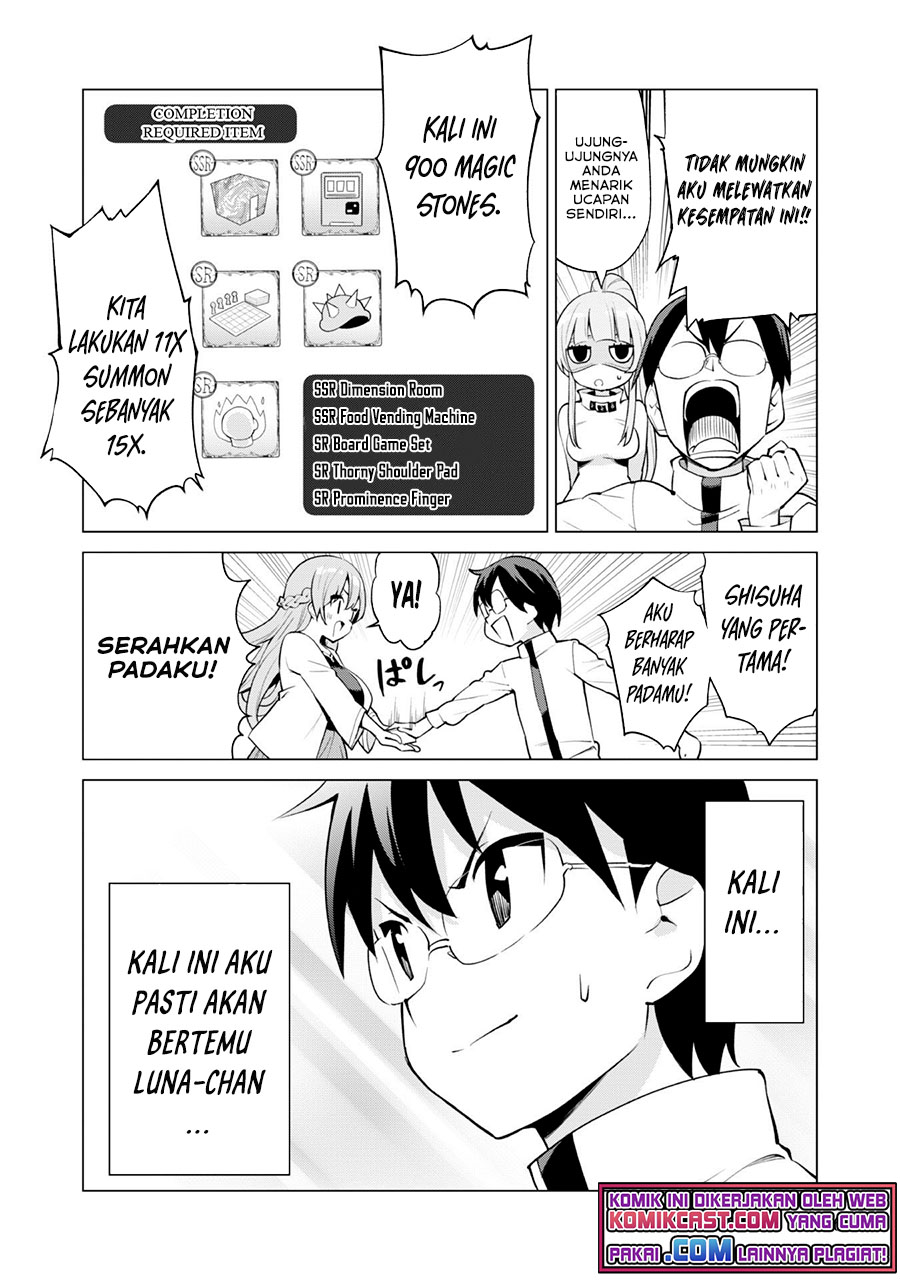 TIDAK MUNGKIN
AKU MELEWATKAN
KESEMPATAN INI!!
UJUNG-
UJUNGNYA
ANDA
MENARIK
UCAPAN
SENDIRI...
KALI INI
900 MAGIC
STONES.
COMPLETION
REQUIRED ITEM
SSR
SSR
SR
SR
SR
SSR Dimension Room
SSR Food Vending Machine
SR Board Game Set
SR Thorny Shoulder Pad
SR Prominence Finger
KITA
LAKUKAN 11X
SUMMON
SEBANYAK
15X.
SHISUHA
YANG PER-
TAMA!
AKU
BERHARAP
BANYAK
PADAMU!
YA!
ぱしっ
SERAHKAN
PADAKU!
KALI
INI...
KALI INI AKU
PASTI AKAN
BERTEMU
LUNA-CHAN
...
KOMIK INI DIKERJAKAN OLEH WEB
KOMIKCAST.COM YANG CUMA
PAKAI .COM LAINNYA PLAGIAT!